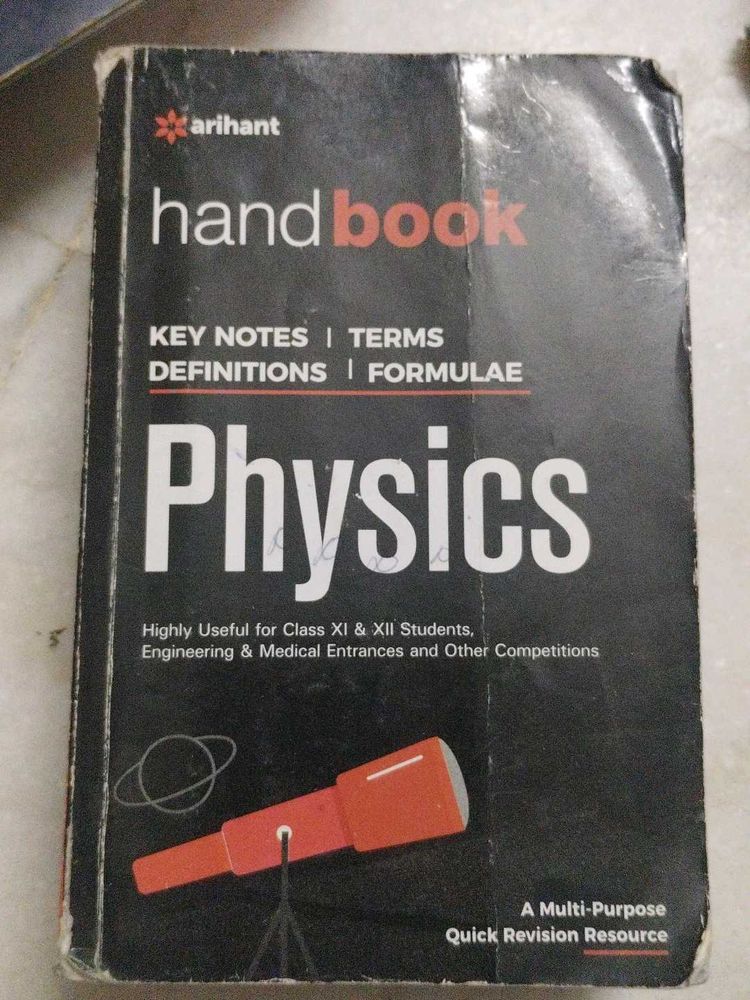 arihant
handbook
KEY NOTES | TERMS
DEFINITIONS | FORMULAE
Physics
Highly Useful for Class XI & XII Students,
Engineering & Medical Entrances and Other Competitions
A Multi-Purpose
Quick Revision Resource